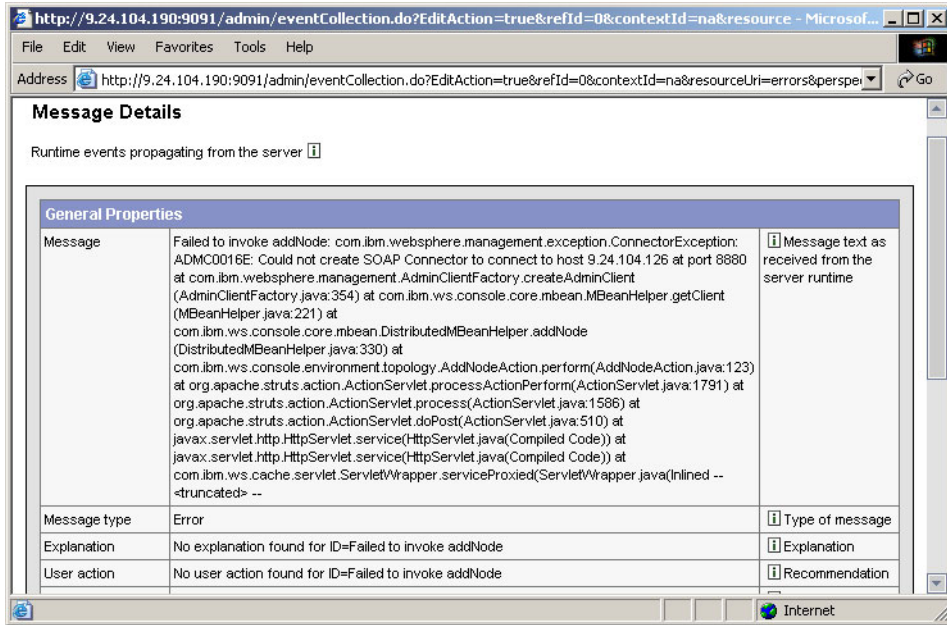 http://9.24.104.190:9091/admin/eventCollection.do?EditAction=true&refId=0&contextId=na&resource - Microsof...
File Edit View Favorites Tools Help
Address http://9.24.104.190:9091/admin/eventCollection.do?EditAction=true&refId=0&contextId=na&resourceUri=errors&perspe Go
Message Details
Runtime events propagating from the server
General Properties
Message
Failed to invoke addNode: com.ibm.websphere.management.exception.ConnectorException:
ADMC0016E: Could not create SOAP Connector to connect to host 9.24.104.126 at port 8880
at com.ibm.websphere.management.AdminClientFactory.createAdminClient
(AdminClientFactory.java:354) at com.ibm.ws.console.core.mbean.MBeanHelper.getClient
(MBeanHelper.java:221) at
com.ibm.ws.console.core.mbean.DistributedMBeanHelper.addNode
(DistributedMBeanHelper.java:330) at
com.ibm.ws.console.environment.topology.AddNodeAction.perform(AddNodeAction.java:123)
at org.apache.struts.action.ActionServlet.processActionPerform(ActionServlet.java:1791) at
org.apache.struts.action.ActionServlet.process(ActionServlet.java:1586) at
org.apache.struts.action.ActionServlet.doPost(ActionServlet.java:510) at
javax.servlet.http.HttpServlet.service(HttpServlet.java(Compiled Code)) at
javax.servlet.http.HttpServlet.service(HttpServlet.java(Compiled Code)) at
com.ibm.ws.cache.servlet.ServletWrapper.serviceProxied(ServletWrapper.java(Inlined --
<truncated> --
Message text as
received from the
server runtime
Message type Error Type of message
Explanation No explanation found for ID=Failed to invoke addNode Explanation
User action No user action found for ID=Failed to invoke addNode Recommendation
Internet